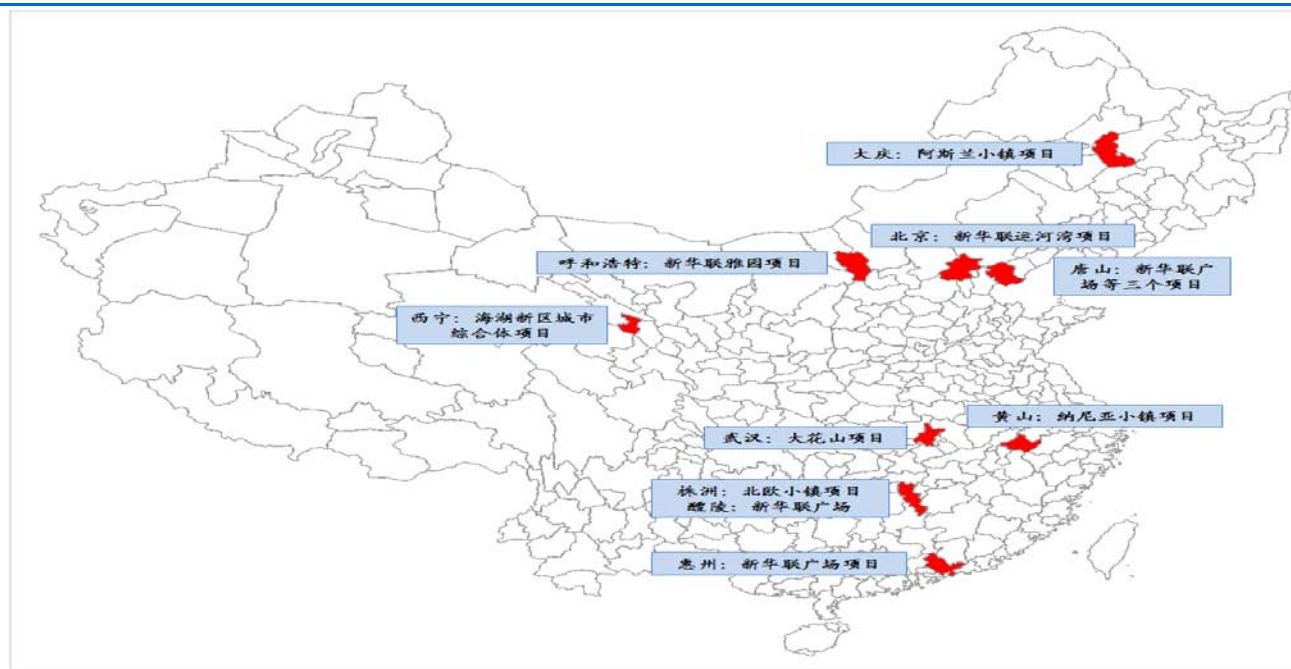 大庆：阿斯兰小镇项目
北京：新华联运河湾项目
呼和浩特：新华联雅园项目
唐山：新华联广
场等三个项目
西宁：海湖新区城市
综合体项目
黄山：纳尼亚小镇项目
武汉：大花山项目
株洲：北欧小镇项目
醴陵：新华联广场
惠州：新华联广场项目